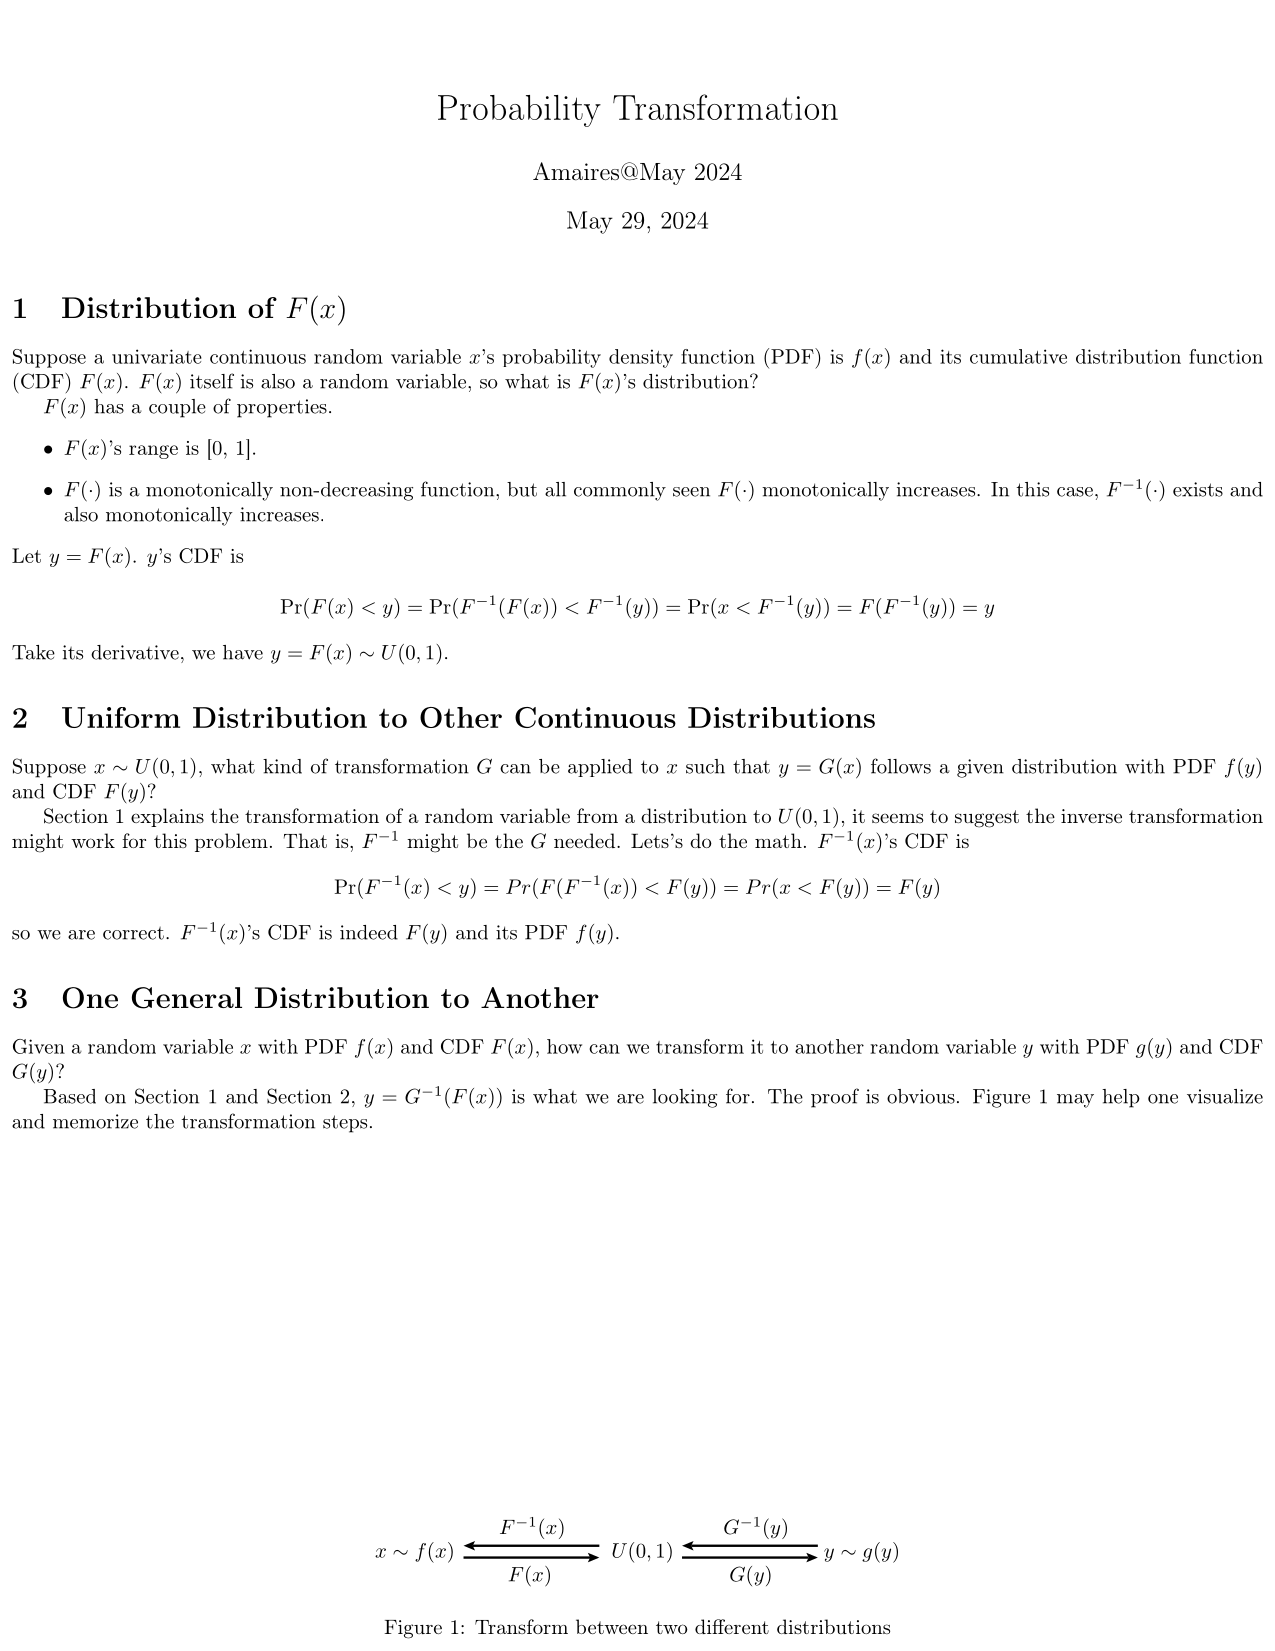 Probability Transformation
Amaires@May 2024
May 29, 2024
1 Distribution of F(x)
Suppose a univariate continuous random variable x's probability density function (PDF) is f(x) and its cumulative distribution function
(CDF) F(x). F(x) itself is also a random variable, so what is F(x)'s distribution?
F(x) has a couple of properties.
• F(x)'s range is [0, 1].
• F(·) is a monotonically non-decreasing function, but all commonly seen F(·) monotonically increases. In this case, F⁻¹(·) exists and
also monotonically increases.
Let y = F(x). y's CDF is
Pr(F(x) < y) = Pr(F⁻¹(F(x)) < F⁻¹(y)) = Pr(x < F⁻¹(y)) = F(F⁻¹(y)) = y
Take its derivative, we have y = F(x) ∼ U(0, 1).
2 Uniform Distribution to Other Continuous Distributions
Suppose x ∼ U(0, 1), what kind of transformation G can be applied to x such that y = G(x) follows a given distribution with PDF f(y)
and CDF F(y)?
Section 1 explains the transformation of a random variable from a distribution to U(0, 1), it seems to suggest the inverse transformation
might work for this problem. That is, F⁻¹ might be the G needed. Lets's do the math. F⁻¹(x)'s CDF is
Pr(F⁻¹(x) < y) = Pr(F(F⁻¹(x)) < F(y)) = Pr(x < F(y)) = F(y)
so we are correct. F⁻¹(x)'s CDF is indeed F(y) and its PDF f(y).
3 One General Distribution to Another
Given a random variable x with PDF f(x) and CDF F(x), how can we transform it to another random variable y with PDF g(y) and CDF
G(y)?
Based on Section 1 and Section 2, y = G⁻¹(F(x)) is what we are looking for. The proof is obvious. Figure 1 may help one visualize
and memorize the transformation steps.
F⁻¹(x) G⁻¹(y)
x ∼ f(x) U(0, 1) y ∼ g(y)
F(x) G(y)
Figure 1: Transform between two different distributions